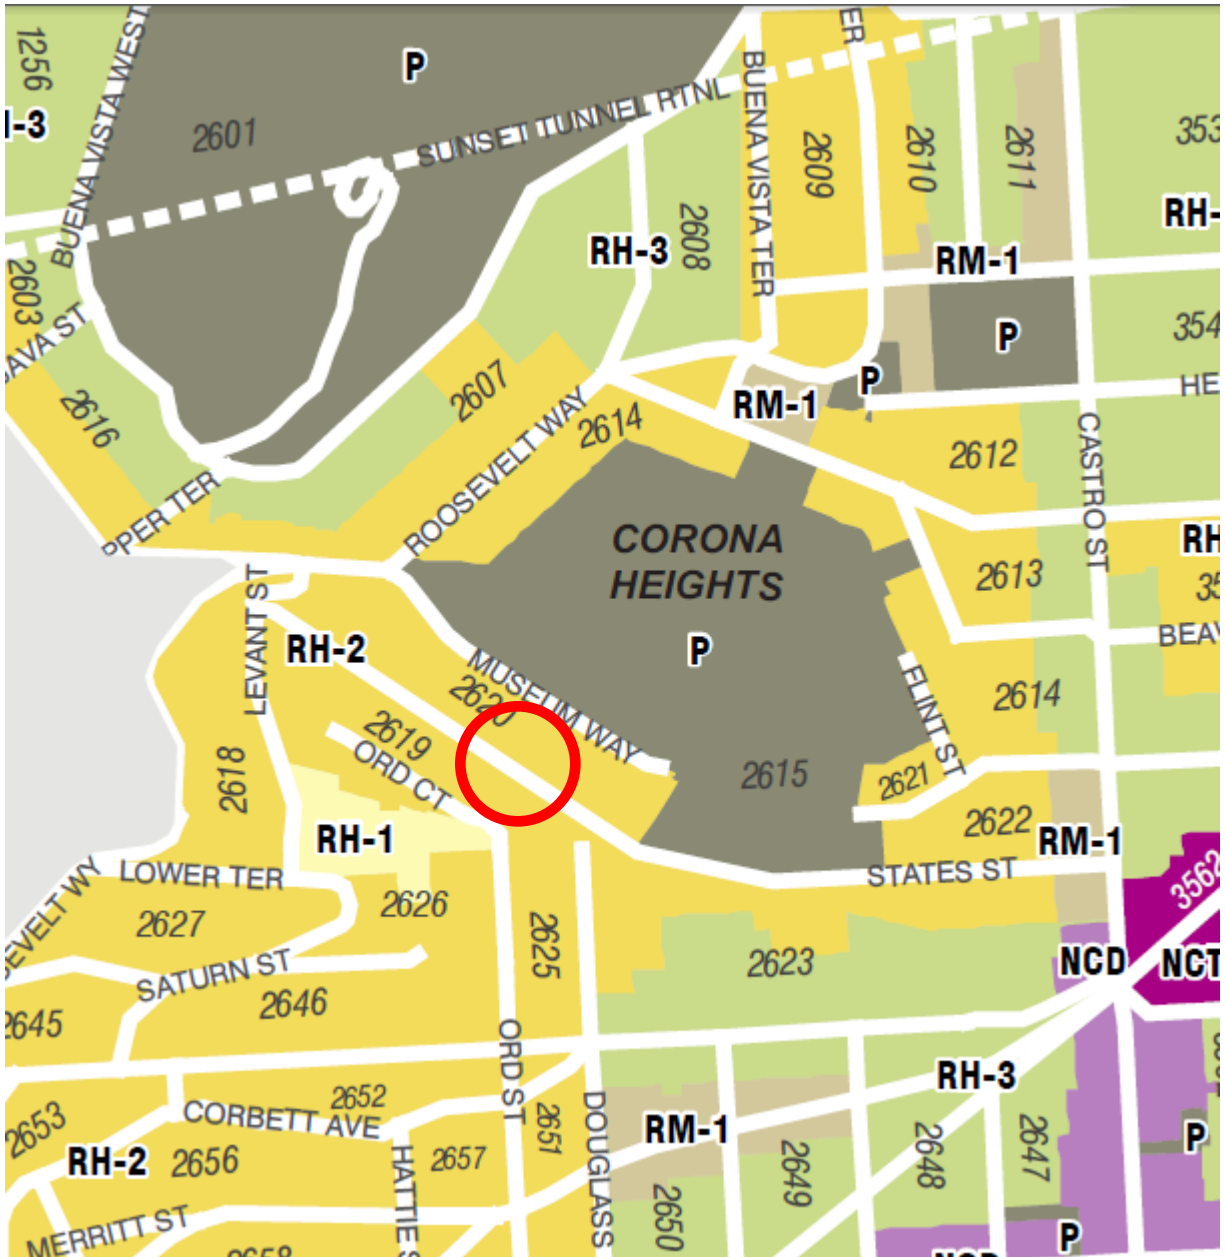 1256
BUENA VISTA WEST
P
ER
2601
SUNSET TUNNEL RTNL
BUENA VISTA TER
2609
2610
2611
353
I-3
RH-
2603
RH-3
2608
RM-1
AVA ST
P
354
2616
2607
P
HE
RM-1
ROOSEVELT WAY
2614
2612
CASTRO ST
PPER TER
CORONA
HEIGHTS
RH
2613
35
LEVANT ST
RH-2
P
BEAV
MUSEUM WAY
2620
FLINT ST
2614
2619
ORD CT
2618
2615
2621
2622
RH-1
RM-1
LOWER TER
STATES ST
3562
SEVELT WY
2627
2626
2625
SATURN ST
2623
NCD
NCT
2645
2646
ORD ST
RH-3
2652
2653
CORBETT AVE
2651
DOUGLASS
RM-1
P
RH-2
2656
HATTIE S
2657
2649
2648
2647
MERRITT ST
2650
P
2658